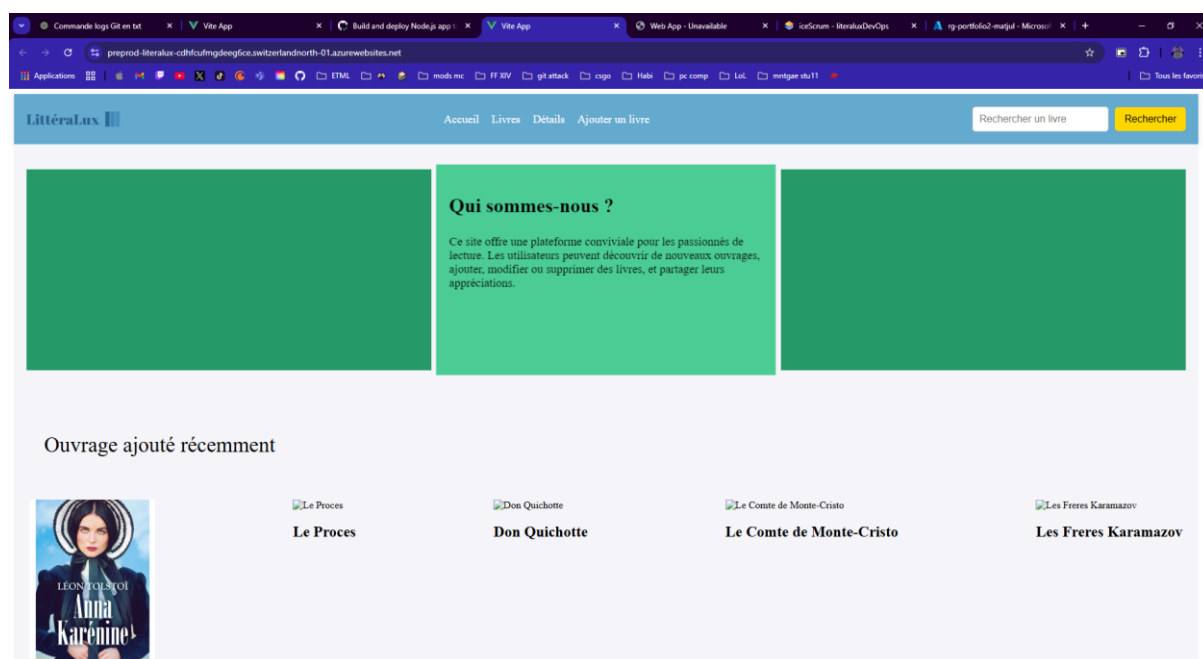 Commande logs Git en txt
Vite App
Build and deploy Node.js app t
Vite App
Web App - Unavailable
iceScrum - literaluxDevOps
rg-portfolio2-matjul - Microsof
preprod-literalux-cdhfcufmgdeeg6ce.switzerlandnorth-01.azurewebsites.net
Applications
ETML
mods mc
FF XIV
git attack
csgo
Habi
pc comp
LoL
mntgae stu11
Tous les favoris
LittéraLux
Accueil
Livres
Détails
Ajouter un livre
Rechercher un livre
Rechercher
Qui sommes-nous ?
Ce site offre une plateforme conviviale pour les passionnés de
lecture. Les utilisateurs peuvent découvrir de nouveaux ouvrages,
ajouter, modifier ou supprimer des livres, et partager leurs
appréciations.
Ouvrage ajouté récemment
LÉON TOLSTOÏ
Anna
Karénine
Le Proces
Le Proces
Don Quichotte
Don Quichotte
Le Comte de Monte-Cristo
Le Comte de Monte-Cristo
Les Freres Karamazov
Les Freres Karamazov